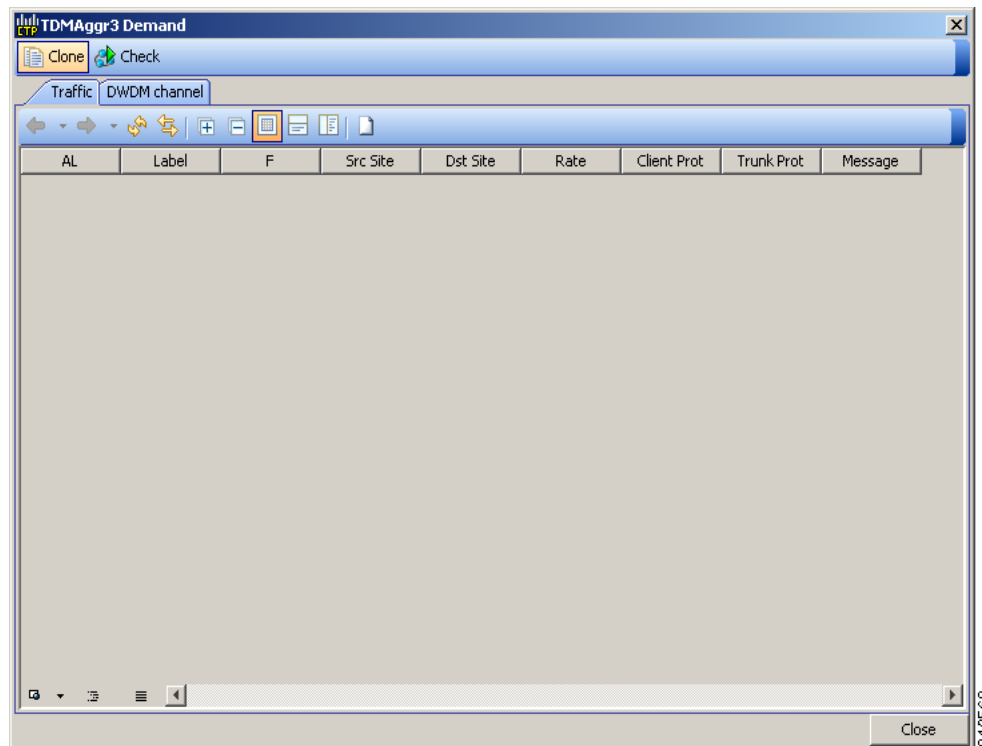 CTP TDMAggr3 Demand
Clone Check
Traffic DWDM channel
AL Label F Src Site Dst Site Rate Client Prot Trunk Prot Message
Close